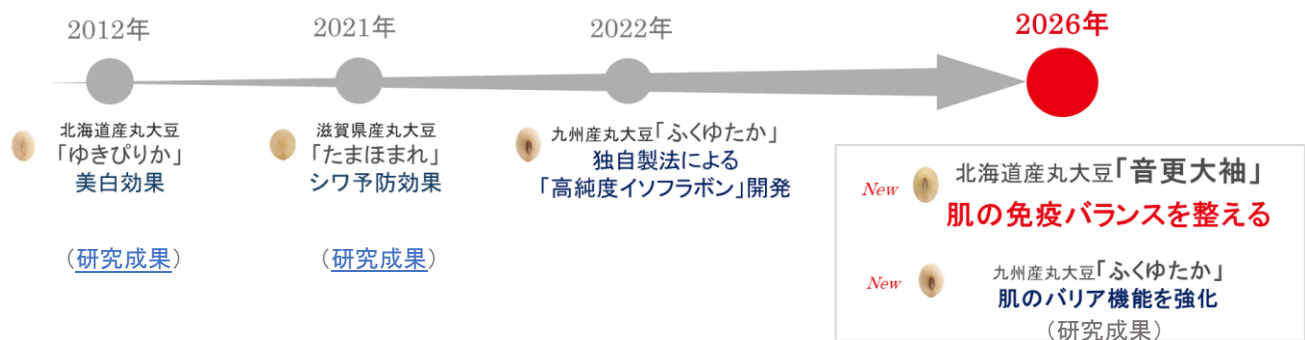 2012年
北海道産丸大豆
「ゆきぴりか」
美白効果
（研究成果）
2021年
滋賀県産丸大豆
「たまほまれ」
シワ予防効果
（研究成果）
2022年
九州産丸大豆「ふくゆたか」
独自製法による
「高純度イソフラボン」開発
2026年
New 北海道産丸大豆「音更大袖」
肌の免疫バランスを整える
New 九州産丸大豆「ふくゆたか」
肌のバリア機能を強化
（研究成果）